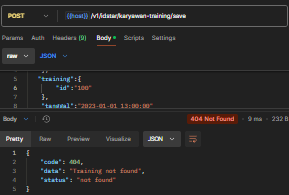 POST {{host}} /v1/idstar/karyawan-training/save
Params Auth Headers [9] Body Scripts Settings
raw JSON
5 "training":{
6 "id":"100"
7 },
8 "tanggal":"2023-01-01 13:00:00"
Body 404 Not Found 9 ms 232 B
Pretty Raw Preview Visualize JSON
1 {
2 "code": 404,
3 "data": "Training not found",
4 "status": "not found"
5 }